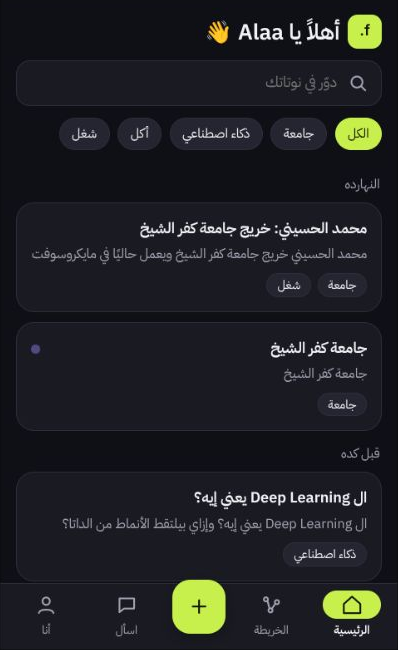 f.
أهلاً يا Alaa 👋
دوّر في نوتاتك
الكل
جامعة
ذكاء اصطناعي
أكل
شغل
النهارده
محمد الحسيني: خريج جامعة كفر الشيخ
محمد الحسيني خريج جامعة كفر الشيخ ويعمل حاليًا في مايكروسوفت
جامعة
شغل
جامعة كفر الشيخ
جامعة كفر الشيخ
جامعة
قبل كده
ال Deep Learning يعني إيه؟
ال Deep Learning يعني إيه؟ وإزاي بيلتقط الأنماط من الداتا؟
ذكاء اصطناعي
الرئيسية
الخريطة
اسأل
أنا